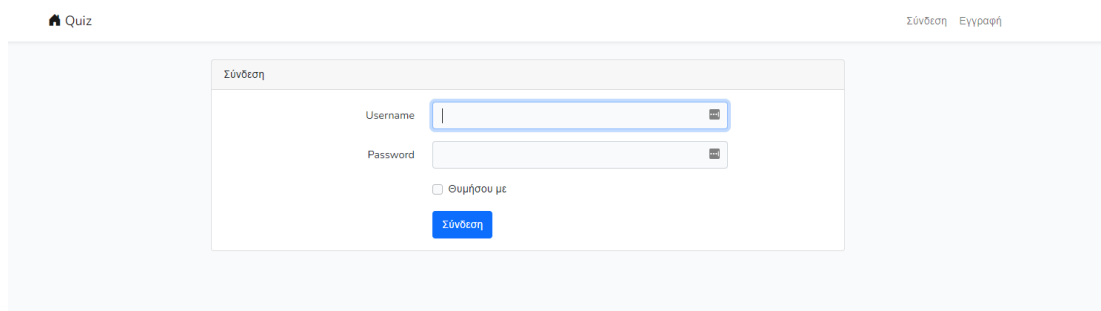 Quiz
Σύνδεση Εγγραφή
Σύνδεση
Username
Password
Θυμήσου με
Σύνδεση